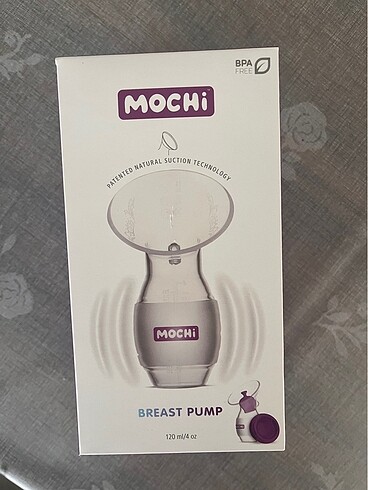 BPA
FREE
MOCHi
PATENTED NATURAL SUCTION TECHNOLOGY
MOCHi
BREAST PUMP
120 ml/4 oz